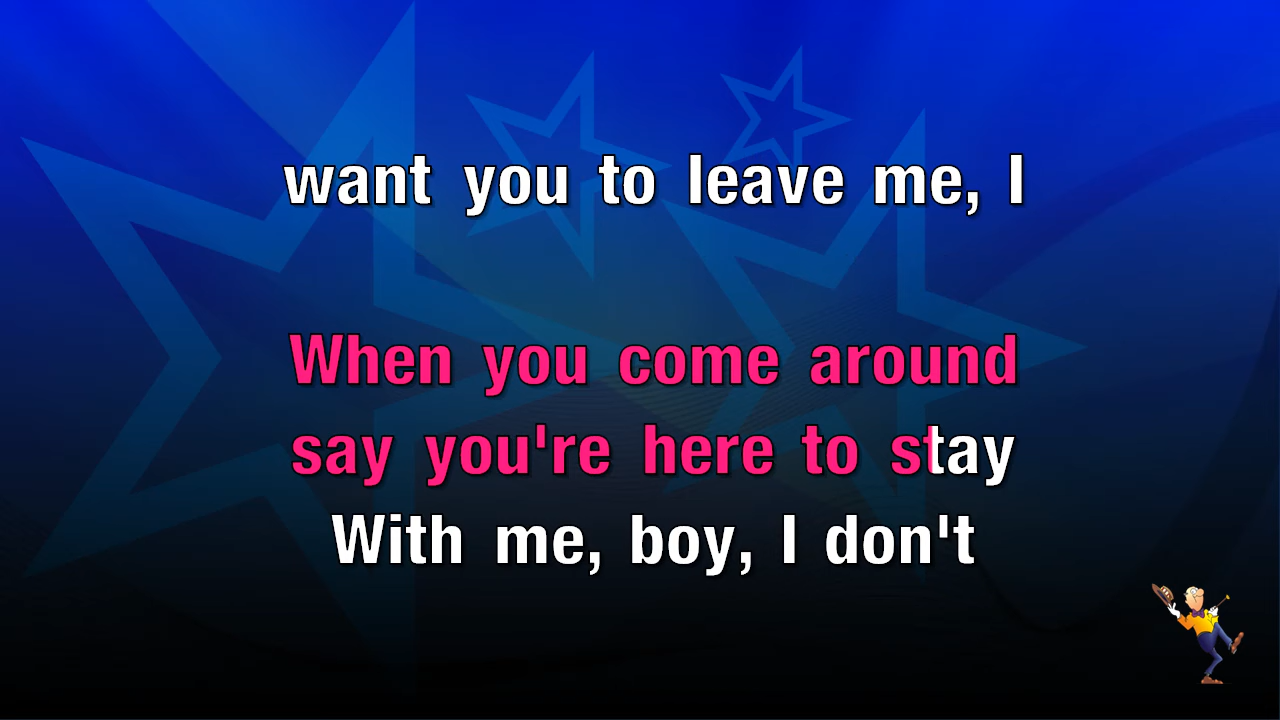 want you to leave me, I
When you come around
say you're here to stay
With me, boy, I don't